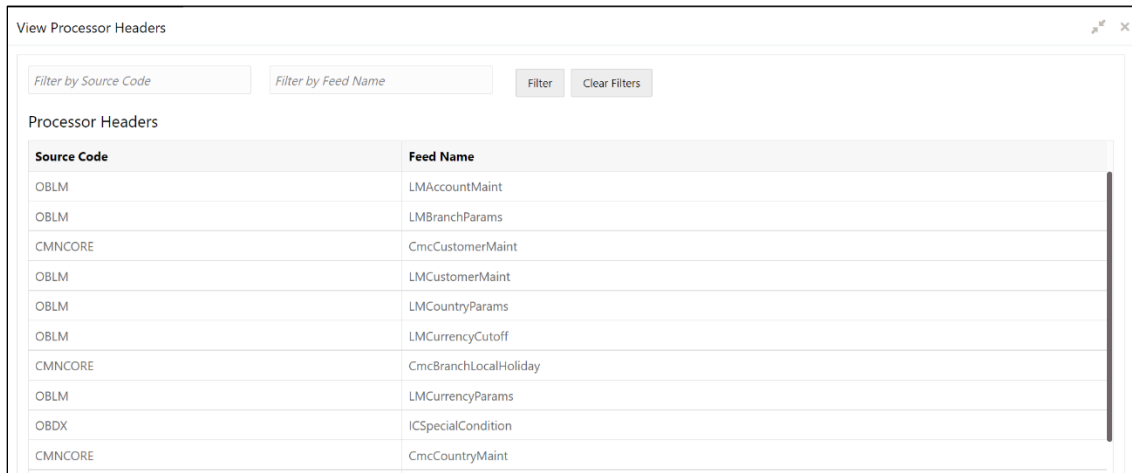 View Processor Headers
Filter by Source Code Filter by Feed Name Filter Clear Filters
Processor Headers
Source Code Feed Name
OBLM LMAccountMaint
OBLM LMBranchParams
CMNCORE CmcCustomerMaint
OBLM LMCustomerMaint
OBLM LMCountryParams
OBLM LMCurrencyCutoff
CMNCORE CmcBranchLocalHoliday
OBLM LMCurrencyParams
OBDX ICSpecialCondition
CMNCORE CmcCountryMaint